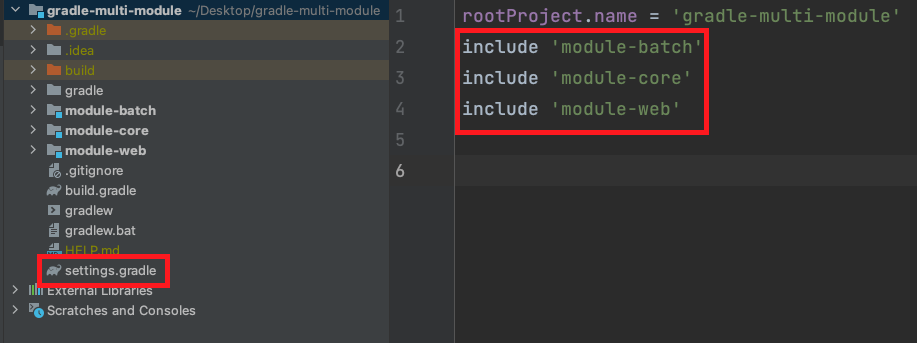 gradle-multi-module ~/Desktop/gradle-multi-module
.gradle
.idea
build
gradle
module-batch
module-core
module-web
.gitignore
build.gradle
gradlew
gradlew.bat
HELP.md
settings.gradle
External Libraries
Scratches and Consoles
1 rootProject.name = 'gradle-multi-module'
2 include 'module-batch'
3 include 'module-core'
4 include 'module-web'
5
6